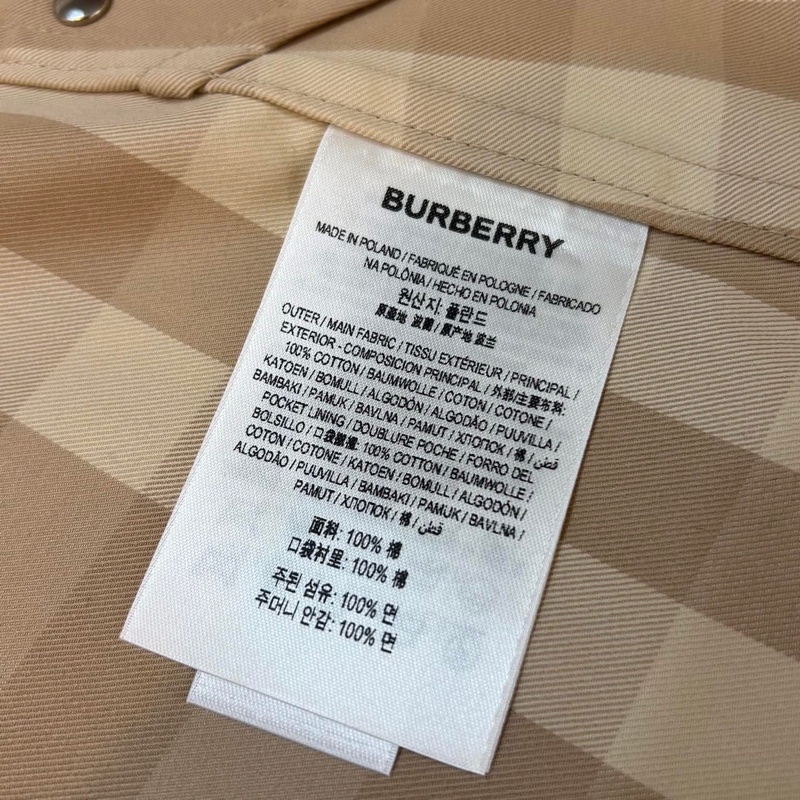 BURBERRY
MADE IN POLAND / FABRIQUÉ EN POLOGNE / FABRICADO
NA POLÔNIA / HECHO EN POLONIA
원산지: 폴란드
原產地 波蘭 / 原产地 波兰
OUTER / MAIN FABRIC / TISSU EXTÉRIEUR / PRINCIPAL /
EXTERIOR - COMPOSICION PRINCIPAL / 外部/主要布料:
100% COTTON / BAUMWOLLE / COTON / COTONE /
KATOEN / BOMULL / ALGODÓN / ALGODÃO / PUUVILLA /
BAMBAKI / PAMUK / BAVLNA / PAMUT / ХЛОПОК / 棉 / قطن
POCKET LINING / DOUBLURE POCHE / FORRO DEL
BOLSILLO / 口袋襯裡: 100% COTTON / BAUMWOLLE /
COTON / COTONE / KATOEN / BOMULL / ALGODÓN /
ALGODÃO / PUUVILLA / BAMBAKI / PAMUK / BAVLNA /
PAMUT / ХЛОПОК / 棉 / قطن
面料: 100% 棉
口袋衬里: 100% 棉
주된 섬유: 100% 면
주머니 안감: 100% 면